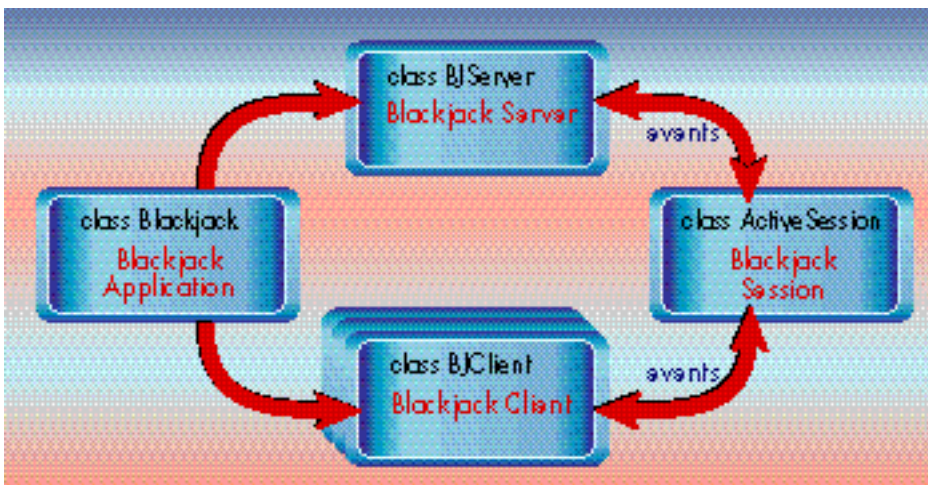 class BJServer
Blackjack Server
events
class Blackjack
Blackjack
Application
class ActiveSession
Blackjack
Session
class BJClient
Blackjack Client
events